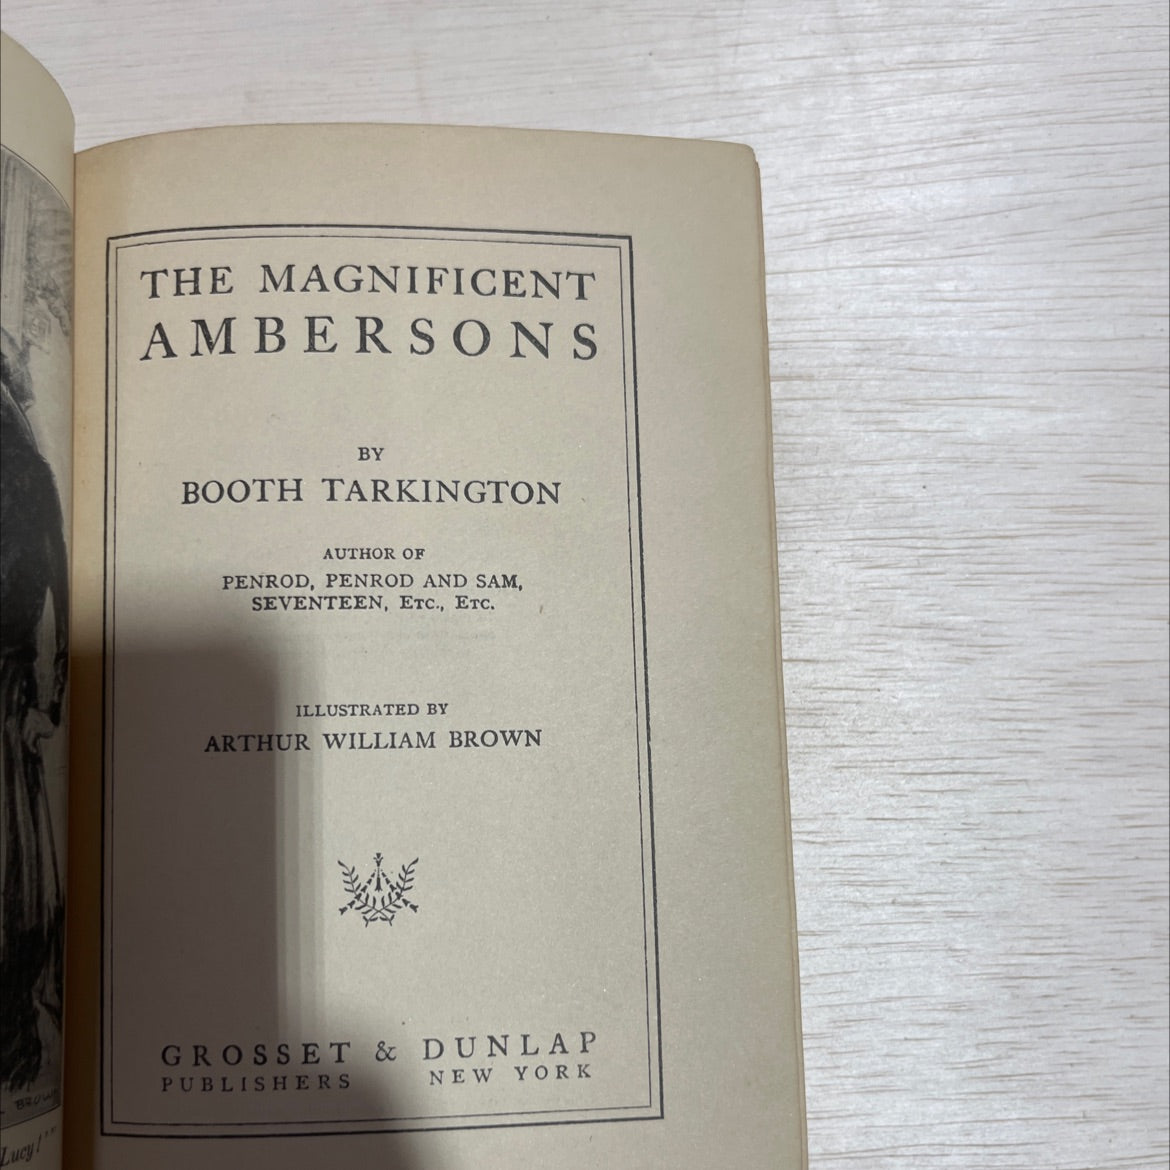 THE MAGNIFICENT
AMBERSONS
BY
BOOTH TARKINGTON
AUTHOR OF
PENROD, PENROD AND SAM,
SEVENTEEN, Etc., Etc.
ILLUSTRATED BY
ARTHUR WILLIAM BROWN
GROSSET & DUNLAP
PUBLISHERS NEW YORK
BROWN
Lucy!'"